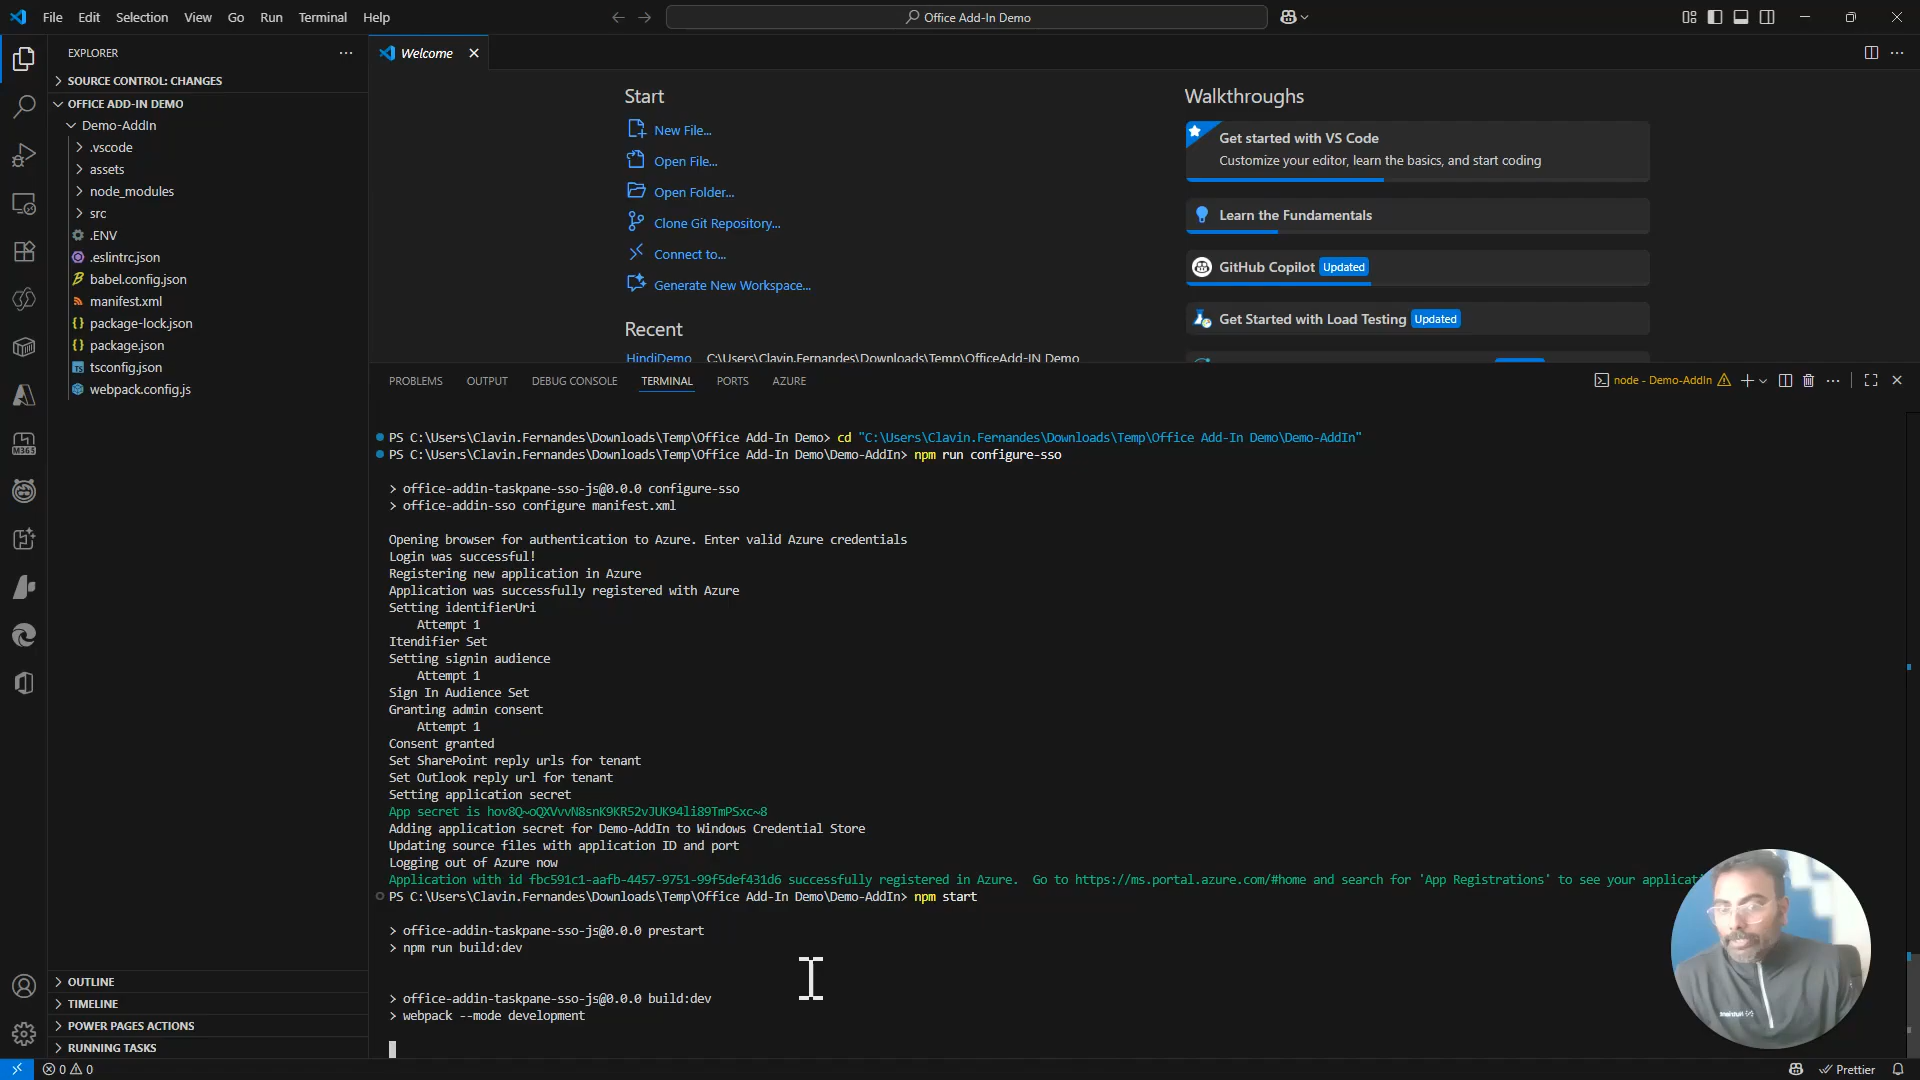 File Edit Selection View Go Run Terminal Help
Office Add-In Demo
EXPLORER
SOURCE CONTROL: CHANGES
OFFICE ADD-IN DEMO
Demo-AddIn
.vscode
assets
node_modules
src
.ENV
.eslintrc.json
babel.config.json
manifest.xml
package-lock.json
package.json
tsconfig.json
webpack.config.js
OUTLINE
TIMELINE
POWER PAGES ACTIONS
RUNNING TASKS
Welcome
Start
New File...
Open File...
Open Folder...
Clone Git Repository...
Connect to...
Generate New Workspace...
Recent
HindiDemo C:\Users\Clavin.Fernandes\Downloads\Temp\OfficeAdd-IN Demo
Walkthroughs
Get started with VS Code
Customize your editor, learn the basics, and start coding
Learn the Fundamentals
GitHub Copilot Updated
Get Started with Load Testing Updated
PROBLEMS OUTPUT DEBUG CONSOLE TERMINAL PORTS AZURE
node - Demo-AddIn
PS C:\Users\Clavin.Fernandes\Downloads\Temp\Office Add-In Demo> cd "C:\Users\Clavin.Fernandes\Downloads\Temp\Office Add-In Demo\Demo-AddIn"
PS C:\Users\Clavin.Fernandes\Downloads\Temp\Office Add-In Demo\Demo-AddIn> npm run configure-sso
> office-addin-taskpane-sso-js@0.0.0 configure-sso
> office-addin-sso configure manifest.xml
Opening browser for authentication to Azure. Enter valid Azure credentials
Login was successful!
Registering new application in Azure
Application was successfully registered with Azure
Setting identifierUri
Attempt 1
Itendifier Set
Setting signin audience
Attempt 1
Sign In Audience Set
Granting admin consent
Attempt 1
Consent granted
Set SharePoint reply urls for tenant
Set Outlook reply url for tenant
Setting application secret
App secret is hov8Q~oQXVvvN8snK9KR52vJUK94li89TmPSxc~8
Adding application secret for Demo-AddIn to Windows Credential Store
Updating source files with application ID and port
Logging out of Azure now
Application with id fbc591c1-aafb-4457-9751-99f5def431d6 successfully registered in Azure. Go to https://ms.portal.azure.com/#home and search for 'App Registrations' to see your applicati
PS C:\Users\Clavin.Fernandes\Downloads\Temp\Office Add-In Demo\Demo-AddIn> npm start
> office-addin-taskpane-sso-js@0.0.0 prestart
> npm run build:dev
> office-addin-taskpane-sso-js@0.0.0 build:dev
> webpack --mode development
0 0
Prettier